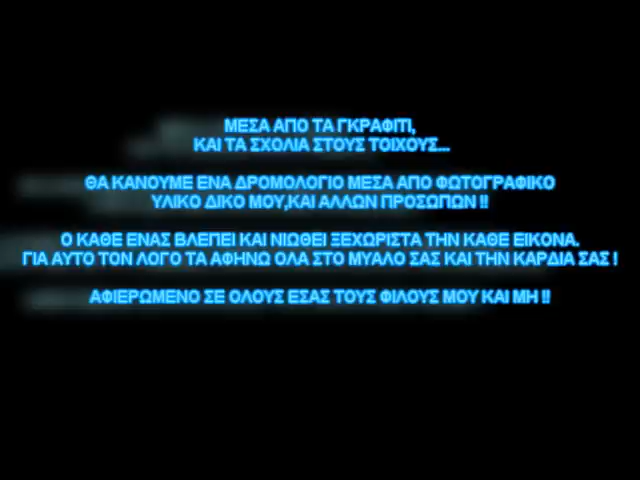 ΜΕΣΑ ΑΠΟ ΤΑ ΓΚΡΑΦΙΤΙ,
ΚΑΙ ΤΑ ΣΧΟΛΙΑ ΣΤΟΥΣ ΤΟΙΧΟΥΣ...
ΘΑ ΚΑΝΟΥΜΕ ΕΝΑ ΔΡΟΜΟΛΟΓΙΟ ΜΕΣΑ ΑΠΟ ΦΩΤΟΓΡΑΦΙΚΟ
ΥΛΙΚΟ ΔΙΚΟ ΜΟΥ,ΚΑΙ ΑΛΛΩΝ ΠΡΟΣΩΠΩΝ !!
Ο ΚΑΘΕ ΕΝΑΣ ΒΛΕΠΕΙ ΚΑΙ ΝΙΩΘΕΙ ΞΕΧΩΡΙΣΤΑ ΤΗΝ ΚΑΘΕ ΕΙΚΟΝΑ.
ΓΙΑ ΑΥΤΟ ΤΟΝ ΛΟΓΟ ΤΑ ΑΦΗΝΩ ΟΛΑ ΣΤΟ ΜΥΑΛΟ ΣΑΣ ΚΑΙ ΤΗΝ ΚΑΡΔΙΑ ΣΑΣ !
ΑΦΙΕΡΩΜΕΝΟ ΣΕ ΟΛΟΥΣ ΕΣΑΣ ΤΟΥΣ ΦΙΛΟΥΣ ΜΟΥ ΚΑΙ ΜΗ !!